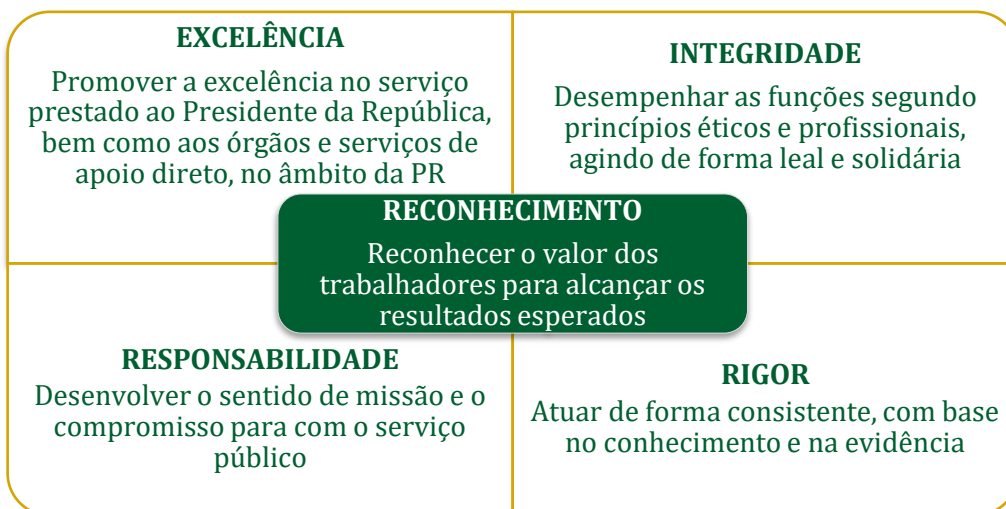 EXCELÊNCIA
Promover a excelência no serviço
prestado ao Presidente da República,
bem como aos órgãos e serviços de
apoio direto, no âmbito da PR
INTEGRIDADE
Desempenhar as funções segundo
princípios éticos e profissionais,
agindo de forma leal e solidária
RECONHECIMENTO
Reconhecer o valor dos
trabalhadores para alcançar os
resultados esperados
RESPONSABILIDADE
Desenvolver o sentido de missão e o
compromisso para com o serviço
público
RIGOR
Atuar de forma consistente, com base
no conhecimento e na evidência